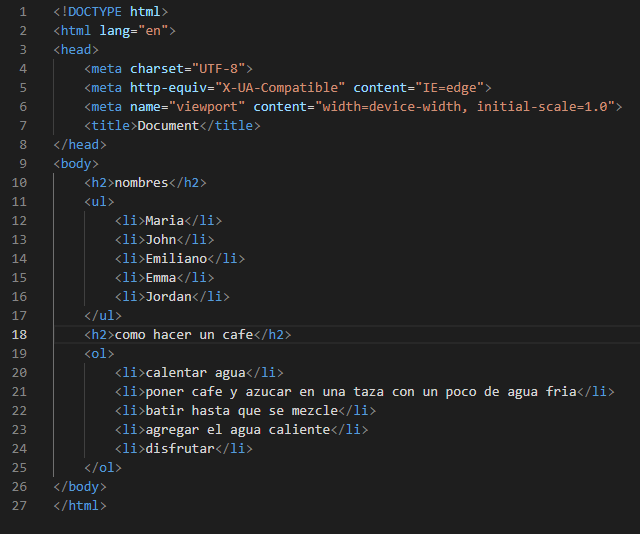 1 <!DOCTYPE html>
2 <html lang="en">
3 <head>
4     <meta charset="UTF-8">
5     <meta http-equiv="X-UA-Compatible" content="IE=edge">
6     <meta name="viewport" content="width=device-width, initial-scale=1.0">
7     <title>Document</title>
8 </head>
9 <body>
10     <h2>nombres</h2>
11     <ul>
12         <li>Maria</li>
13         <li>John</li>
14         <li>Emiliano</li>
15         <li>Emma</li>
16         <li>Jordan</li>
17     </ul>
18     <h2>como hacer un cafe</h2>
19     <ol>
20         <li>calentar agua</li>
21         <li>poner cafe y azucar en una taza con un poco de agua fria</li>
22         <li>batir hasta que se mezcle</li>
23         <li>agregar el agua caliente</li>
24         <li>disfrutar</li>
25     </ol>
26 </body>
27 </html>